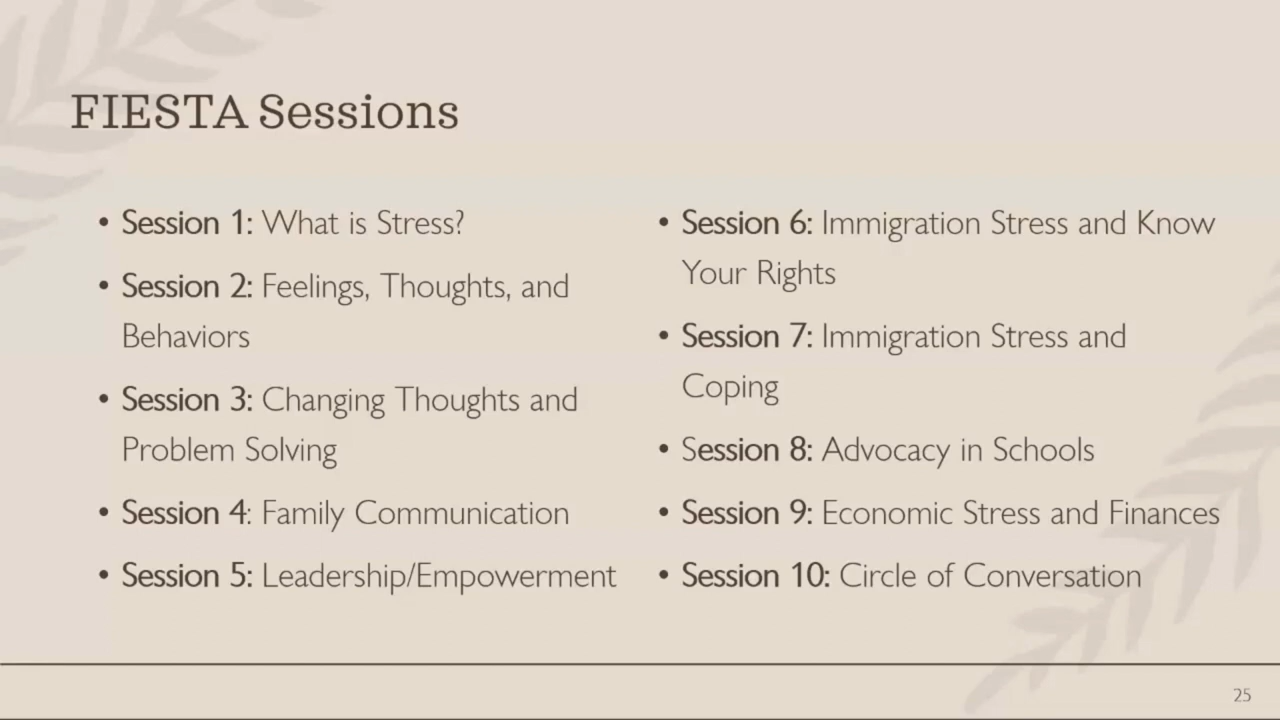 FIESTA Sessions
• Session 1: What is Stress?
• Session 2: Feelings, Thoughts, and
Behaviors
• Session 3: Changing Thoughts and
Problem Solving
• Session 4: Family Communication
• Session 5: Leadership/Empowerment
• Session 6: Immigration Stress and Know
Your Rights
• Session 7: Immigration Stress and
Coping
• Session 8: Advocacy in Schools
• Session 9: Economic Stress and Finances
• Session 10: Circle of Conversation
25